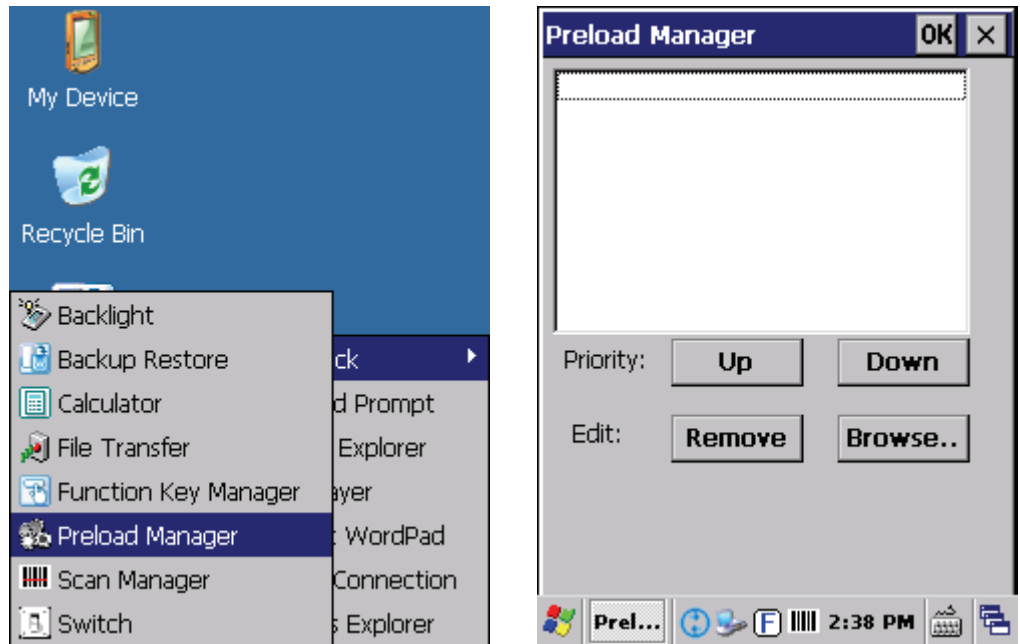 My Device
Recycle Bin
Backlight
Backup Restore
Calculator
File Transfer
Function Key Manager
Preload Manager
Scan Manager
Switch
ck
d Prompt
Explorer
ayer
WordPad
Connection
s Explorer
Preload Manager OK
Priority: Up Down
Edit: Remove Browse..
Prel... F 2:38 PM